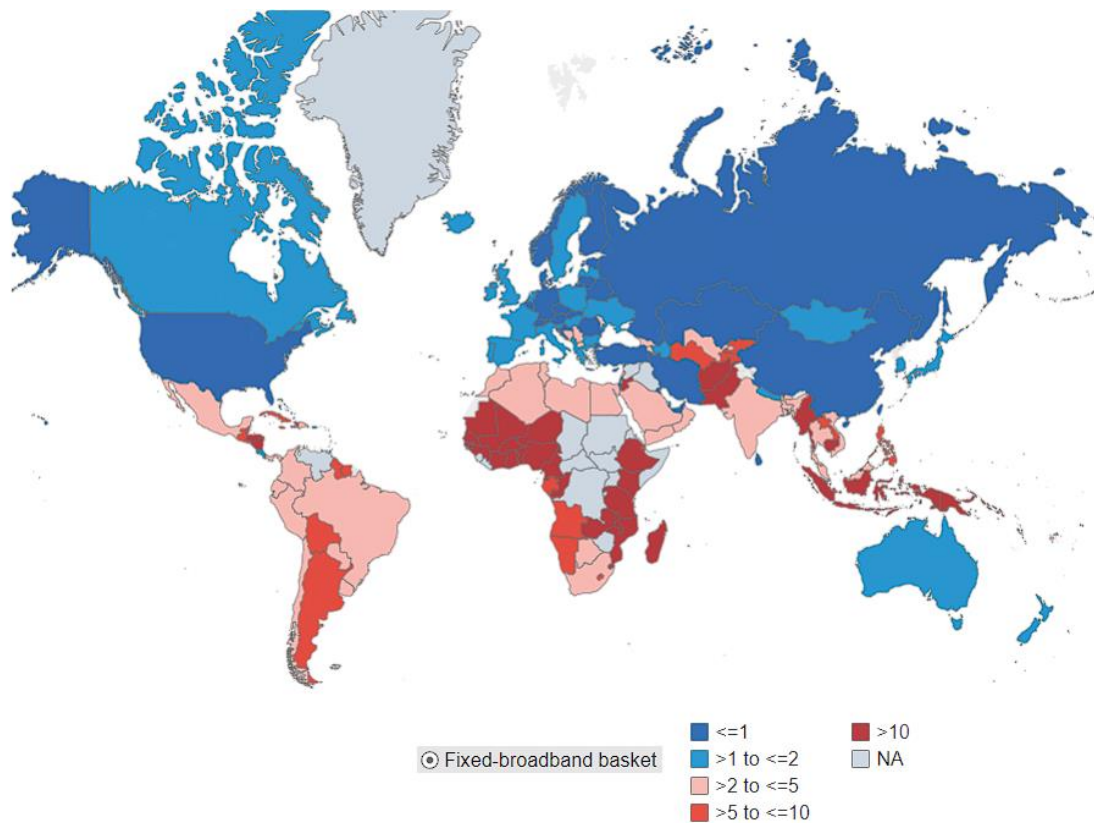 Fixed-broadband basket
<=1
>1 to <=2
>2 to <=5
>5 to <=10
>10
NA